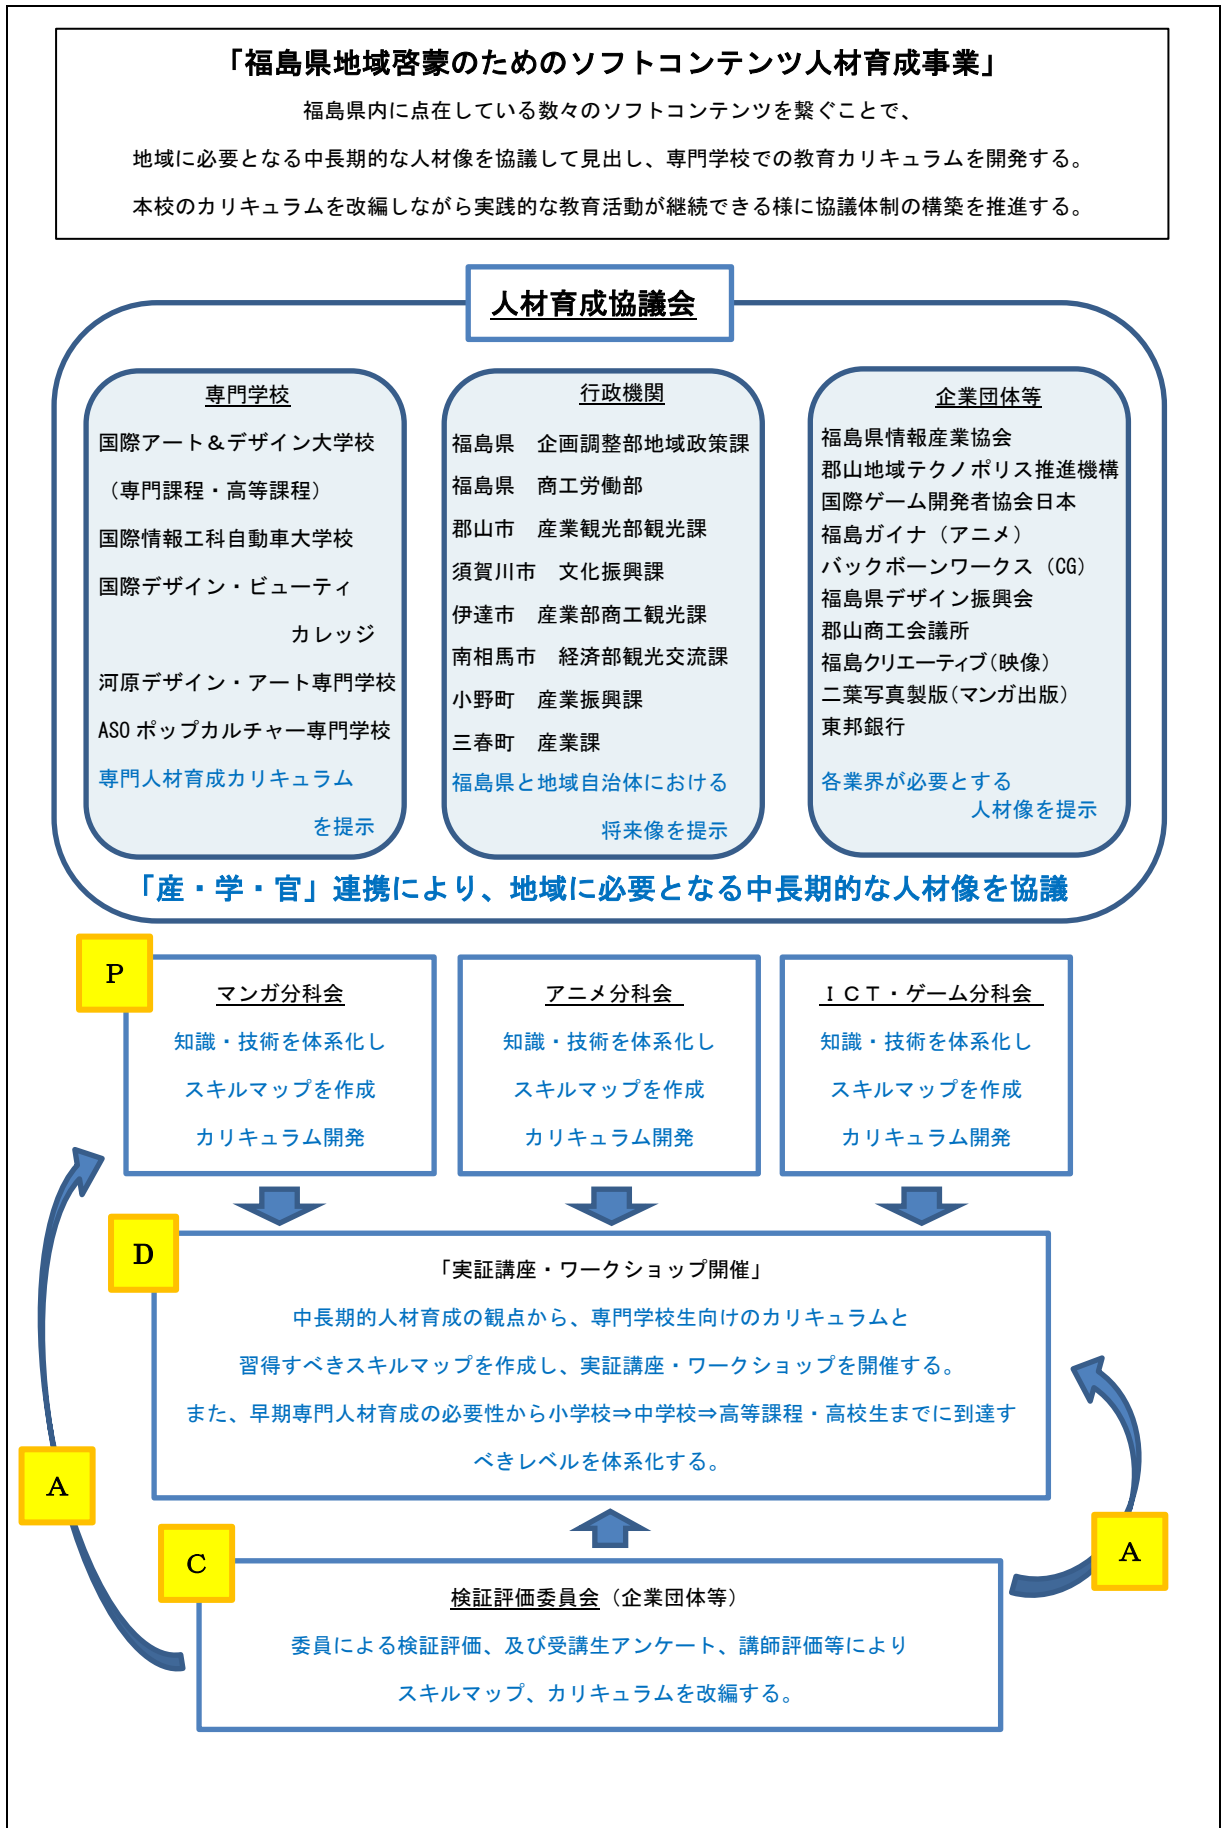 「福島県地域啓蒙のためのソフトコンテンツ人材育成事業」
福島県内に点在している数々のソフトコンテンツを繋ぐことで、
地域に必要となる中長期的な人材像を協議して見出し、専門学校での教育カリキュラムを開発する。
本校のカリキュラムを改編しながら実践的な教育活動が継続できる様に協議体制の構築を推進する。
人材育成協議会
専門学校
国際アート＆デザイン大学校
（専門課程・高等課程）
国際情報工科自動車大学校
国際デザイン・ビューティ
カレッジ
河原デザイン・アート専門学校
ASO ポップカルチャー専門学校
専門人材育成カリキュラム
を提示
行政機関
福島県　企画調整部地域政策課
福島県　商工労働部
郡山市　産業観光部観光課
須賀川市　文化振興課
伊達市　産業部商工観光課
南相馬市　経済部観光交流課
小野町　産業振興課
三春町　産業課
福島県と地域自治体における
将来像を提示
企業団体等
福島県情報産業協会
郡山地域テクノポリス推進機構
国際ゲーム開発者協会日本
福島ガイナ（アニメ）
バックボーンワークス（CG）
福島県デザイン振興会
郡山商工会議所
福島クリエーティブ(映像)
二葉写真製版(マンガ出版)
東邦銀行
各業界が必要とする
人材像を提示
「産・学・官」連携により、地域に必要となる中長期的な人材像を協議
P
マンガ分科会
知識・技術を体系化し
スキルマップを作成
カリキュラム開発
アニメ分科会
知識・技術を体系化し
スキルマップを作成
カリキュラム開発
ＩＣＴ・ゲーム分科会
知識・技術を体系化し
スキルマップを作成
カリキュラム開発
D
「実証講座・ワークショップ開催」
中長期的人材育成の観点から、専門学校生向けのカリキュラムと
習得すべきスキルマップを作成し、実証講座・ワークショップを開催する。
また、早期専門人材育成の必要性から小学校⇒中学校⇒高等課程・高校生までに到達す
べきレベルを体系化する。
A
A
C
検証評価委員会（企業団体等）
委員による検証評価、及び受講生アンケート、講師評価等により
スキルマップ、カリキュラムを改編する。